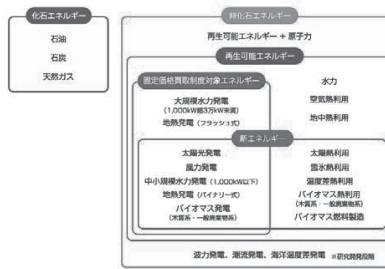 化石エネルギー
石油
石炭
天然ガス
非化石エネルギー
再生可能エネルギー + 原子力
再生可能エネルギー
固定価格買取制度対象エネルギー
大規模水力発電
(1,000kW超3万kW未満)
地熱発電（フラッシュ式）
水力
空気熱利用
地中熱利用
新エネルギー
太陽光発電
風力発電
中小規模水力発電（1,000kW以下）
地熱発電（バイナリー式）
バイオマス発電
(木質系・一般廃棄物系)
太陽熱利用
雪氷熱利用
温度差熱利用
バイオマス熱利用
(木質系・一般廃棄物系)
バイオマス燃料製造
波力発電、潮流発電、海洋温度差発電 ※研究開発段階